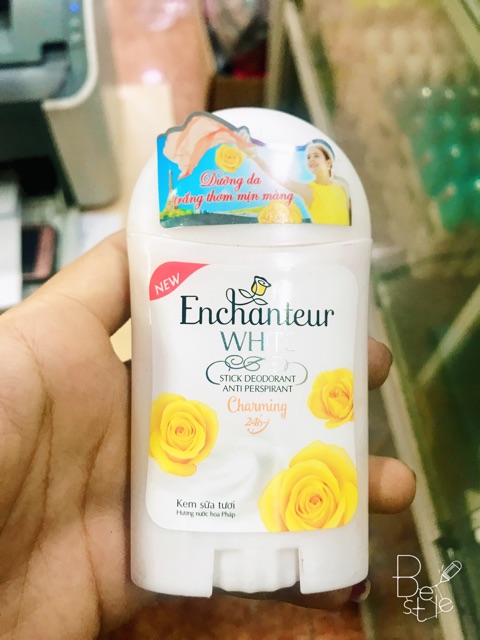 Dưỡng da
trắng thơm mịn màng
NEW
Enchanteur
WHITE
STICK DEODORANT
ANTI PERSPIRANT
Charming
24h
Kem sữa tươi
Hương nước hoa Pháp
Be
style